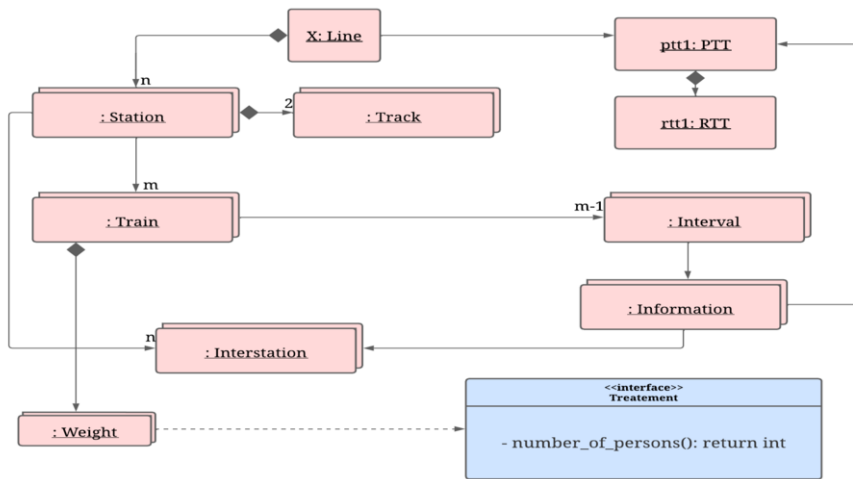 X: Line
ptt1: PTT
n
: Station
2
: Track
rtt1: RTT
m
: Train
m-1
: Interval
: Information
n
: Interstation
<<interface>>
Treatement
- number_of_persons(): return int
: Weight